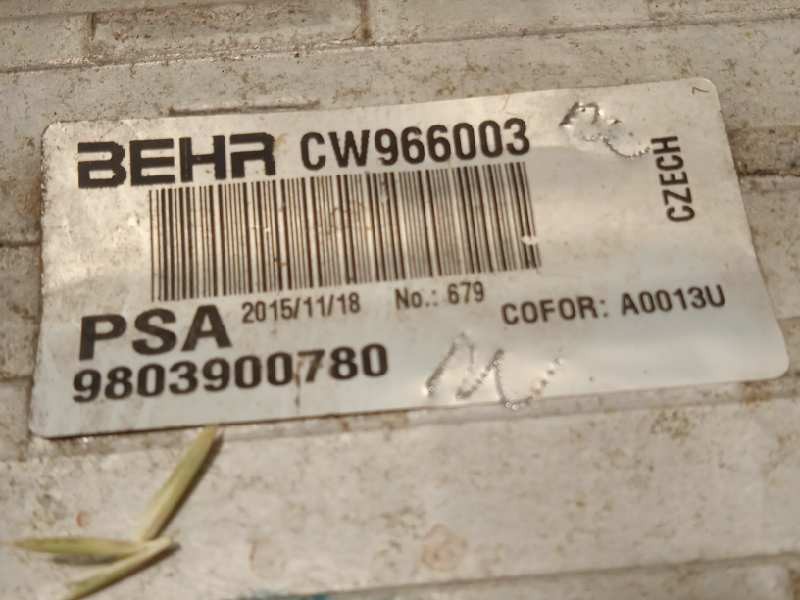 BEHR CW966003
CZECH
PSA 2015/11/18 No.: 679 COFOR: A0013U
9803900780